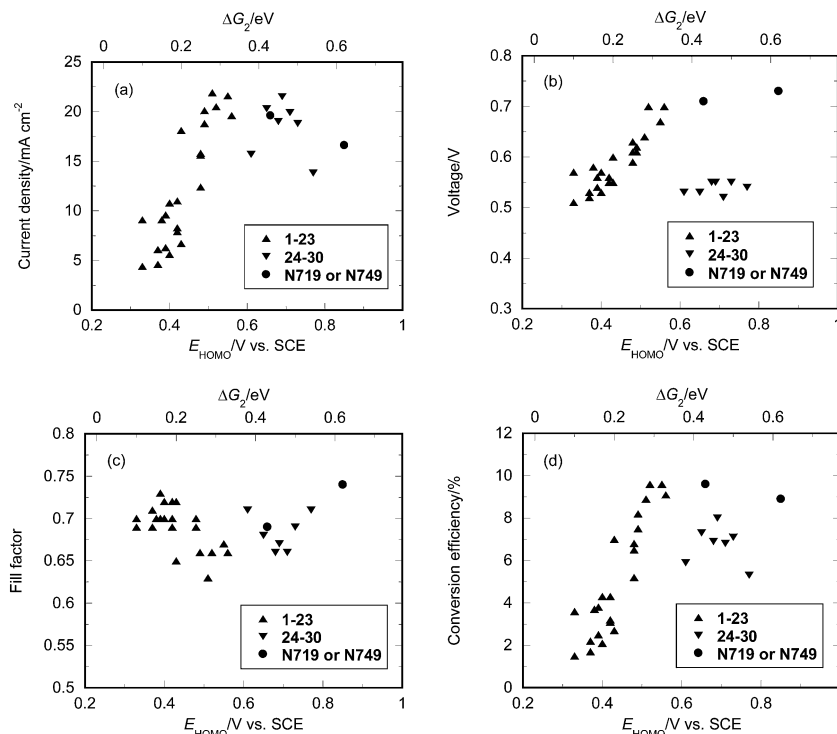 ΔG₂/eV
0 0.2 0.4 0.6
25
20
15
10
5
0
Current density/mA cm⁻²
(a)
1-23
24-30
N719 or N749
0.2 0.4 0.6 0.8 1
E_HOMO/V vs. SCE
ΔG₂/eV
0 0.2 0.4 0.6
0.8
0.7
0.6
0.5
0.4
0.3
Voltage/V
(b)
1-23
24-30
N719 or N749
0.2 0.4 0.6 0.8 1
E_HOMO/V vs. SCE
ΔG₂/eV
0 0.2 0.4 0.6
0.8
0.75
0.7
0.65
0.6
0.55
0.5
Fill factor
(c)
1-23
24-30
N719 or N749
0.2 0.4 0.6 0.8 1
E_HOMO/V vs. SCE
ΔG₂/eV
0 0.2 0.4 0.6
12
10
8
6
4
2
0
Conversion efficiency/%
(d)
1-23
24-30
N719 or N749
0.2 0.4 0.6 0.8 1
E_HOMO/V vs. SCE